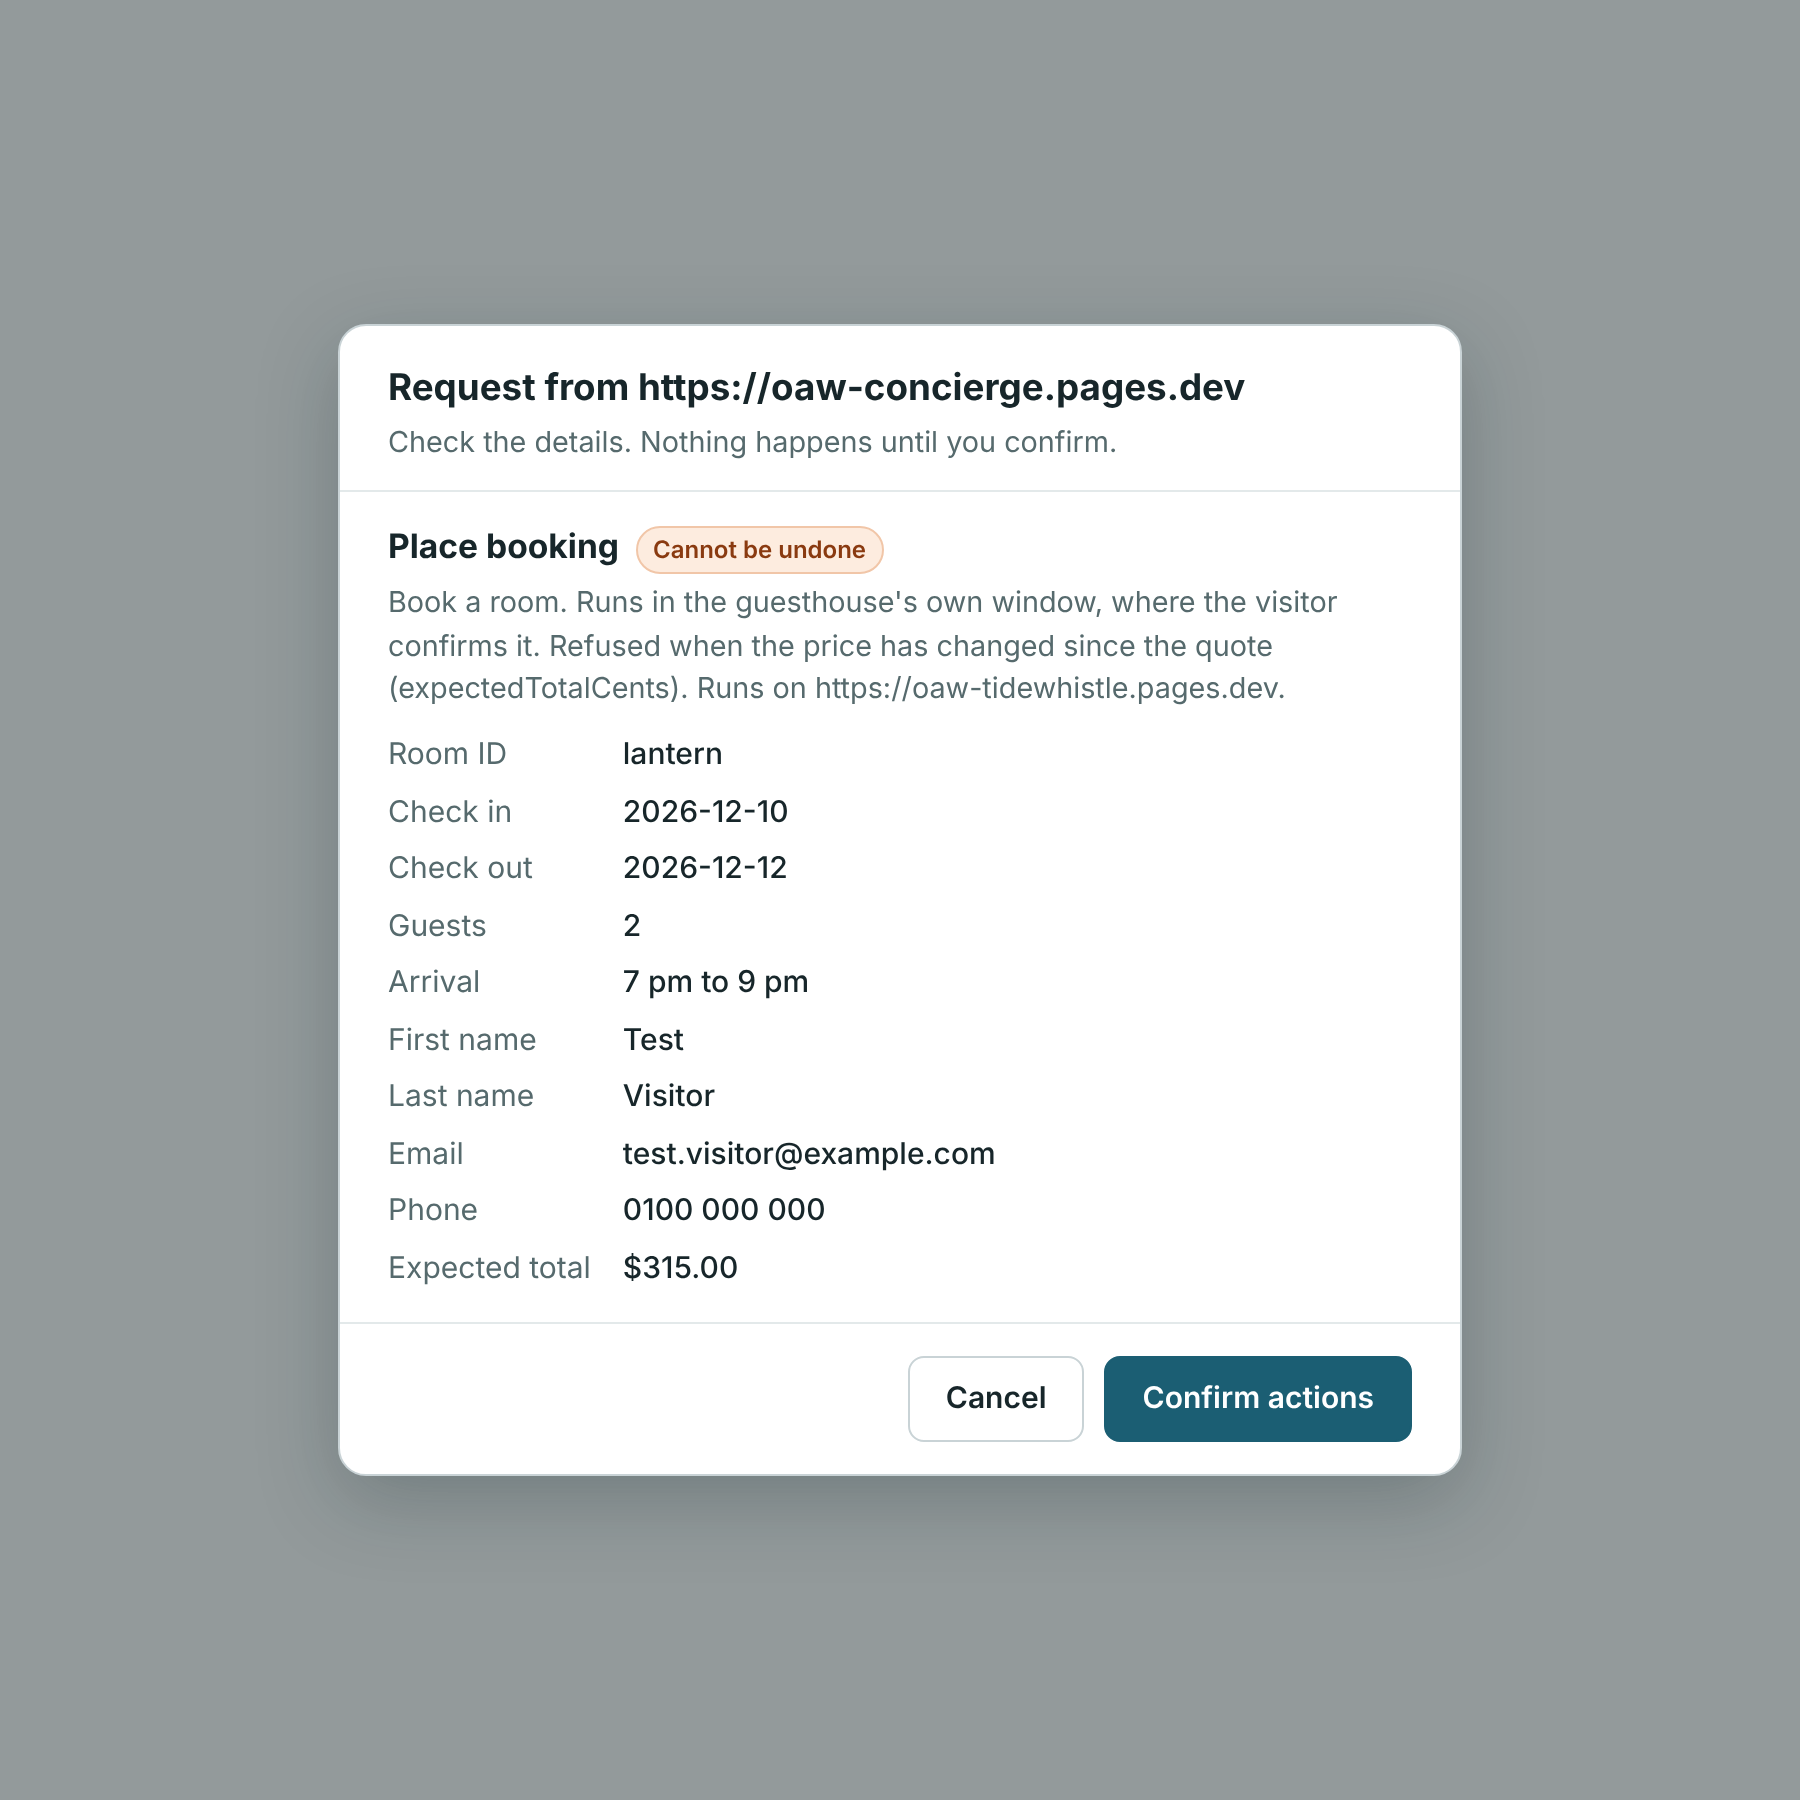 Request from https://oaw-concierge.pages.dev
Check the details. Nothing happens until you confirm.
Place booking Cannot be undone
Book a room. Runs in the guesthouse's own window, where the visitor
confirms it. Refused when the price has changed since the quote
(expectedTotalCents). Runs on https://oaw-tidewhistle.pages.dev.
Room ID lantern
Check in 2026-12-10
Check out 2026-12-12
Guests 2
Arrival 7 pm to 9 pm
First name Test
Last name Visitor
Email test.visitor@example.com
Phone 0100 000 000
Expected total $315.00
Cancel Confirm actions